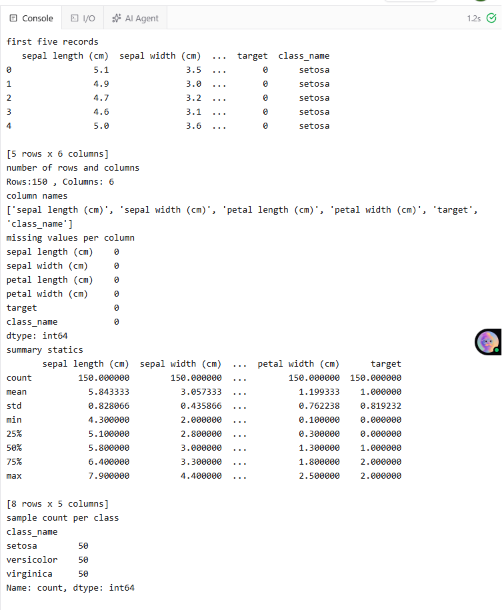 Console I/O AI Agent 1.2s
first five records
sepal length (cm) sepal width (cm) ... target class_name
0 5.1 3.5 ... 0 setosa
1 4.9 3.0 ... 0 setosa
2 4.7 3.2 ... 0 setosa
3 4.6 3.1 ... 0 setosa
4 5.0 3.6 ... 0 setosa
[5 rows x 6 columns]
number of rows and columns
Rows:150 , Columns: 6
column names
['sepal length (cm)', 'sepal width (cm)', 'petal length (cm)', 'petal width (cm)', 'target',
'class_name']
missing values per column
sepal length (cm) 0
sepal width (cm) 0
petal length (cm) 0
petal width (cm) 0
target 0
class_name 0
dtype: int64
summary statics
sepal length (cm) sepal width (cm) ... petal width (cm) target
count 150.000000 150.000000 ... 150.000000 150.000000
mean 5.843333 3.057333 ... 1.199333 1.000000
std 0.828066 0.435866 ... 0.762238 0.819232
min 4.300000 2.000000 ... 0.100000 0.000000
25% 5.100000 2.800000 ... 0.300000 0.000000
50% 5.800000 3.000000 ... 1.300000 1.000000
75% 6.400000 3.300000 ... 1.800000 2.000000
max 7.900000 4.400000 ... 2.500000 2.000000
[8 rows x 5 columns]
sample count per class
class_name
setosa 50
versicolor 50
virginica 50
Name: count, dtype: int64